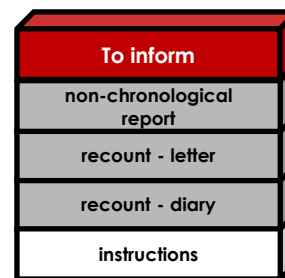 To inform
non-chronological
report
recount - letter
recount - diary
instructions